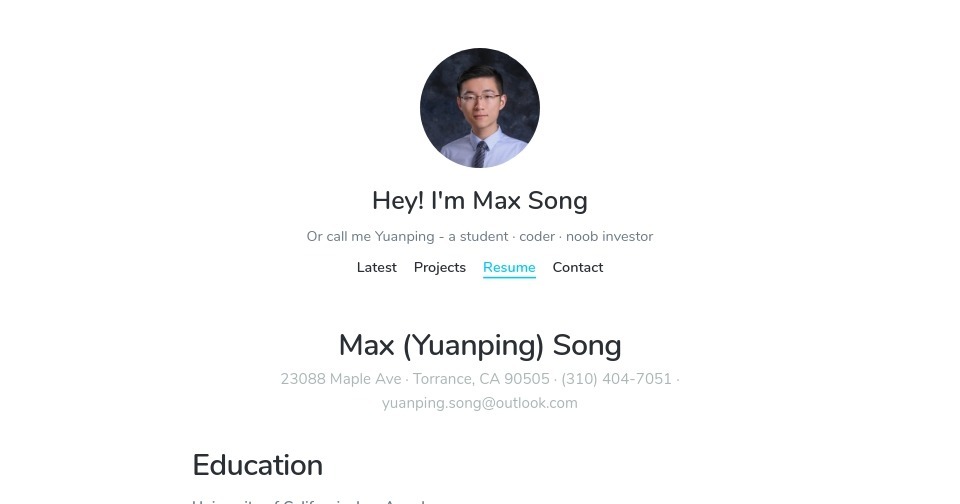 Hey! I'm Max Song
Or call me Yuanping - a student · coder · noob investor
Latest Projects Resume Contact
Max (Yuanping) Song
23088 Maple Ave · Torrance, CA 90505 · (310) 404-7051 ·
yuanping.song@outlook.com
Education